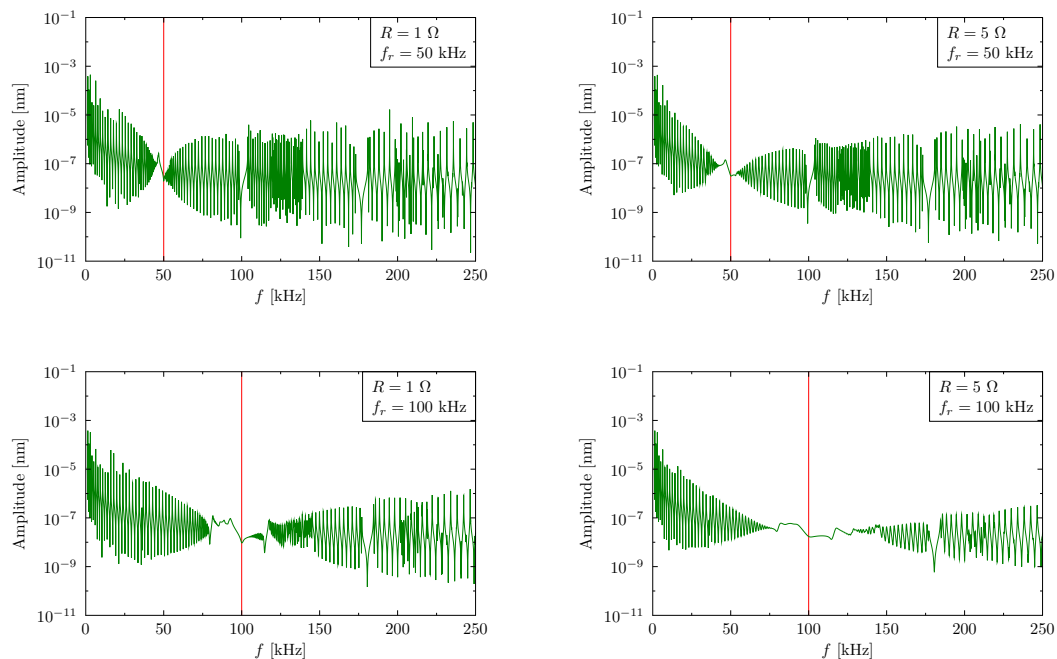 R = 1 Ω
f_r = 50 kHz
10⁻¹
10⁻³
10⁻⁵
10⁻⁷
10⁻⁹
10⁻¹¹
Amplitude [nm]
0 50 100 150 200 250
f [kHz]
R = 5 Ω
f_r = 50 kHz
10⁻¹
10⁻³
10⁻⁵
10⁻⁷
10⁻⁹
10⁻¹¹
Amplitude [nm]
0 50 100 150 200 250
f [kHz]
R = 1 Ω
f_r = 100 kHz
10⁻¹
10⁻³
10⁻⁵
10⁻⁷
10⁻⁹
10⁻¹¹
Amplitude [nm]
0 50 100 150 200 250
f [kHz]
R = 5 Ω
f_r = 100 kHz
10⁻¹
10⁻³
10⁻⁵
10⁻⁷
10⁻⁹
10⁻¹¹
Amplitude [nm]
0 50 100 150 200 250
f [kHz]